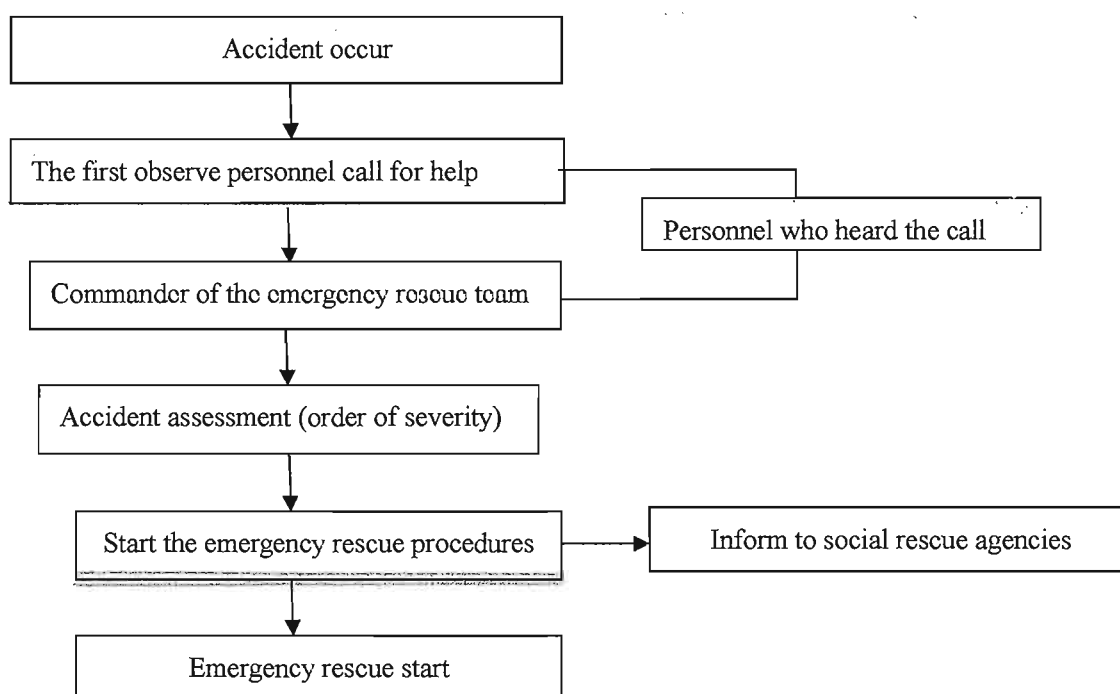 Accident occur
The first observe personnel call for help
Personnel who heard the call
Commander of the emergency rescue team
Accident assessment (order of severity)
Start the emergency rescue procedures
Inform to social rescue agencies
Emergency rescue start